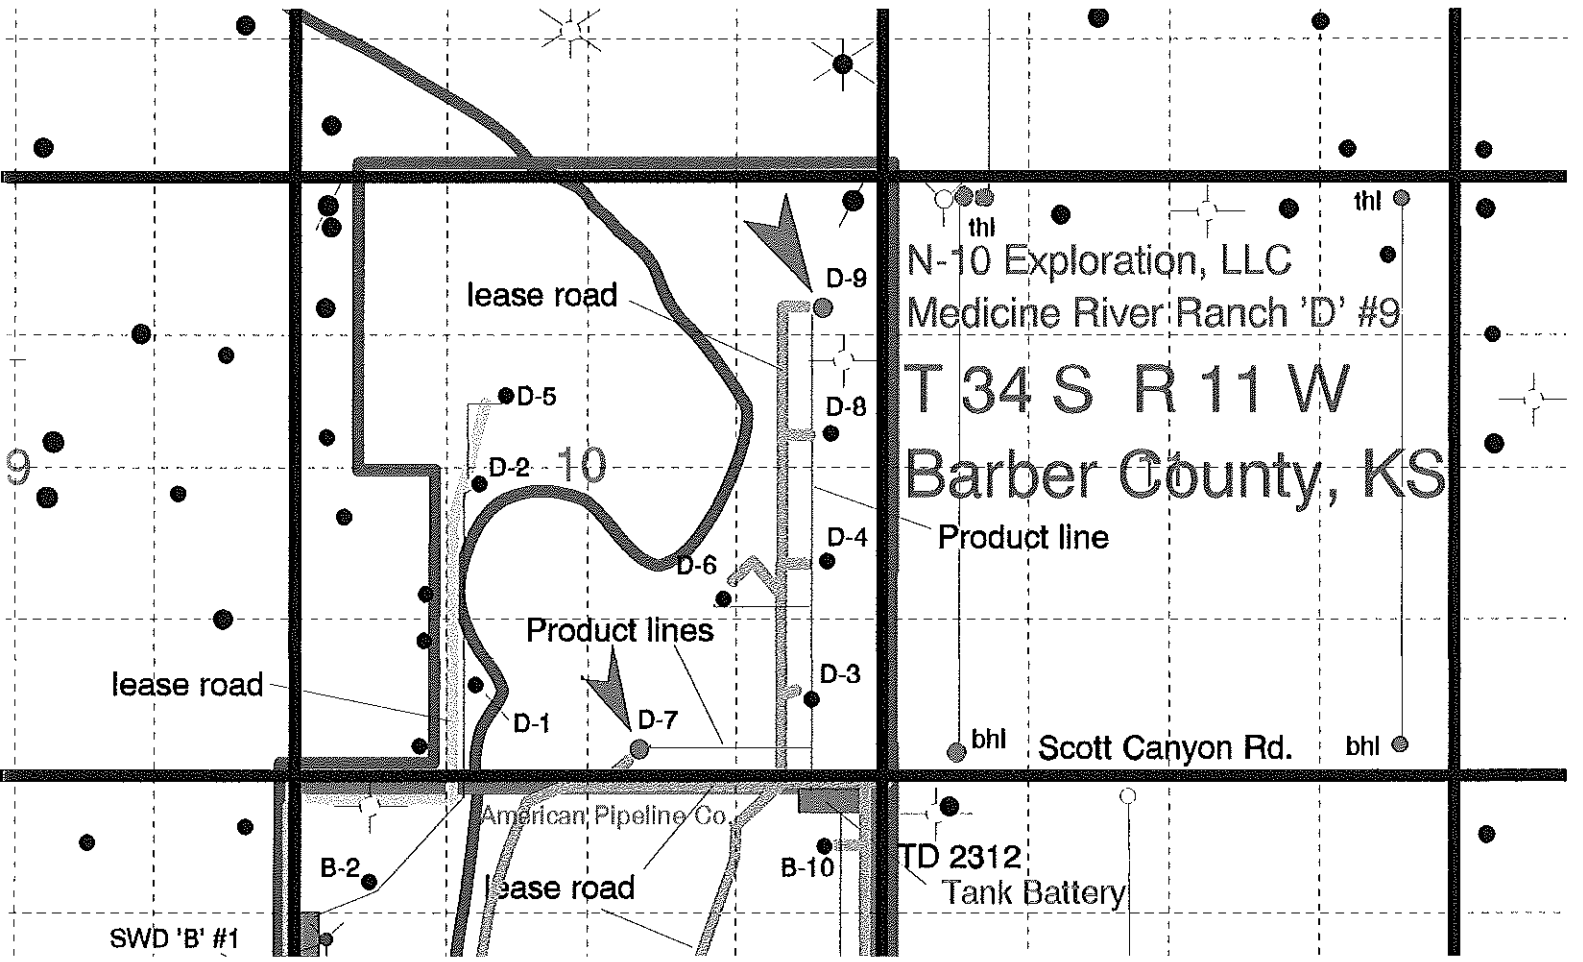 thl
thl
N-10 Exploration, LLC
D-9
lease road
Medicine River Ranch 'D' #9
T 34 S R 11 W
D-5
D-8
9
D-2
10
Barber County, KS
11
D-4
Product line
D-6
Product lines
D-3
lease road
D-7
D-1
bhl
Scott Canyon Rd.
bhl
American Pipeline Co.
B-2
B-10
TD 2312
lease road
Tank Battery
SWD 'B' #1